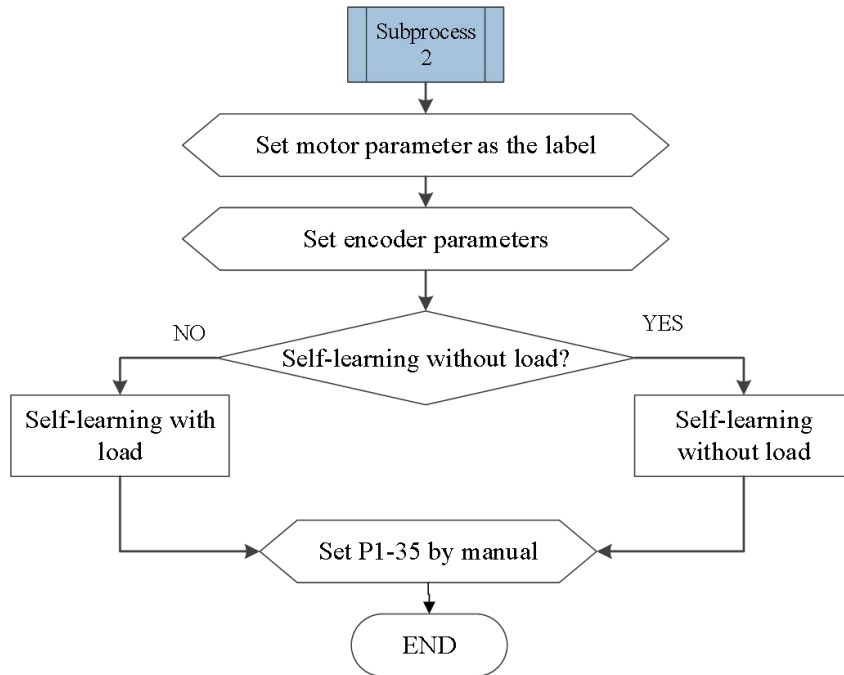 Subprocess
2
Set motor parameter as the label
Set encoder parameters
NO
YES
Self-learning without load?
Self-learning with
load
Self-learning
without load
Set P1-35 by manual
END